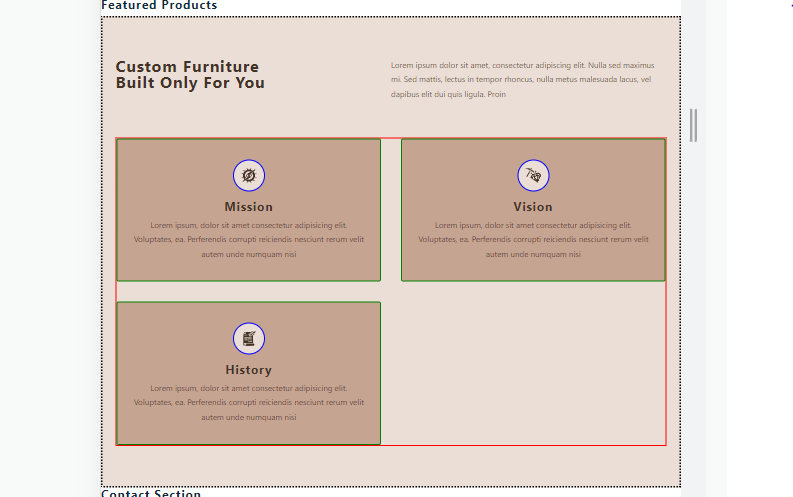 Featured Products
Custom Furniture
Built Only For You
Lorem ipsum dolor sit amet, consectetur adipiscing elit. Nulla sed maximus
mi. Sed mattis, lectus in tempor rhoncus, nulla metus malesuada lacus, vel
dapibus elit dui quis ligula. Proin
Mission
Lorem ipsum, dolor sit amet consectetur adipisicing elit.
Voluptates, ea. Perferendis corrupti reiciendis nesciunt rerum velit
autem unde numquam nisi
Vision
Lorem ipsum, dolor sit amet consectetur adipisicing elit.
Voluptates, ea. Perferendis corrupti reiciendis nesciunt rerum velit
autem unde numquam nisi
History
Lorem ipsum, dolor sit amet consectetur adipisicing elit.
Voluptates, ea. Perferendis corrupti reiciendis nesciunt rerum velit
autem unde numquam nisi
Contact Section